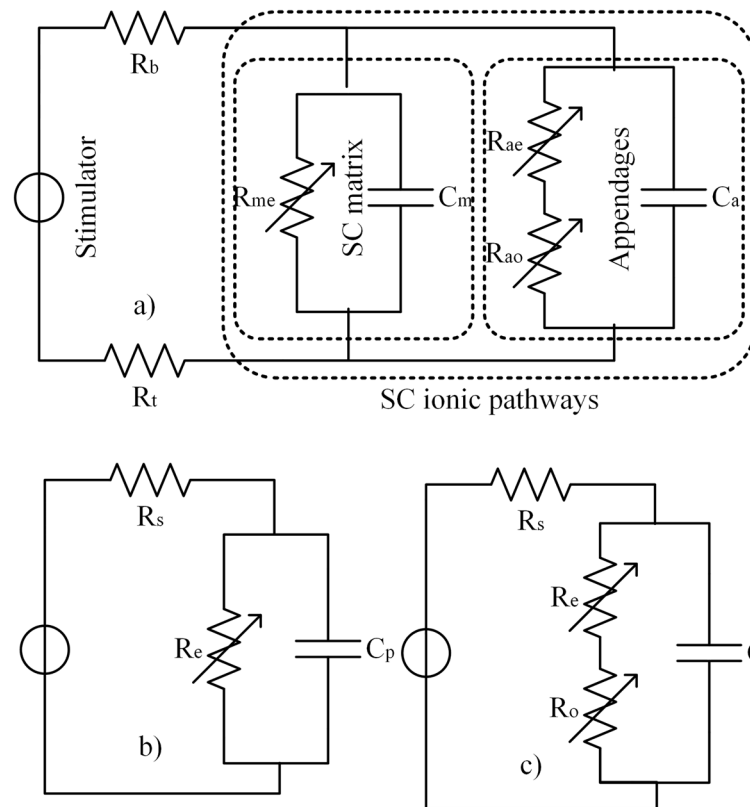 Rb
Stimulator
Rme
SC matrix
Cm
Rae
Rao
Appendages
Ca
a)
Rt
SC ionic pathways
Rs
Re
Cp
b)
Rs
Re
Ro
c)